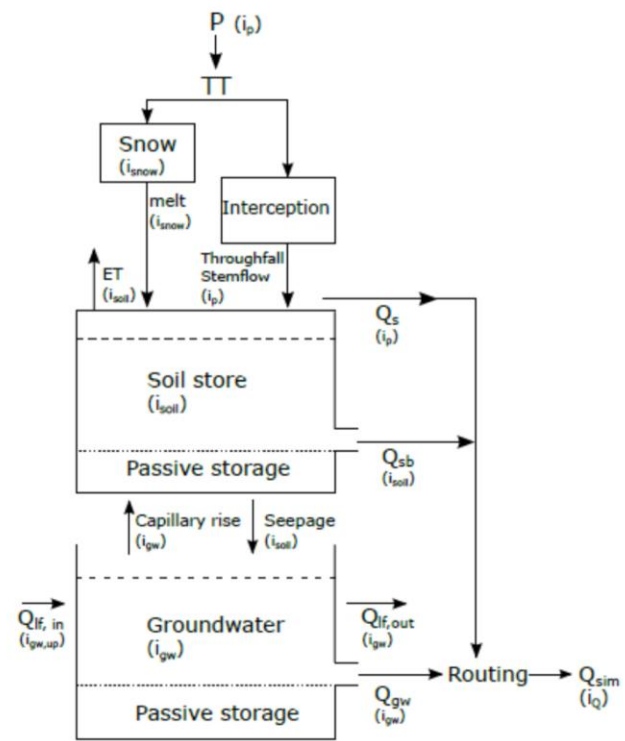 P (ip)
TT
Snow
(isnow)
melt
(isnow)
Interception
Throughfall
Stemflow
(ip)
ET
(isoil)
Qs
(ip)
Soil store
(isoil)
Qsb
(isoil)
Passive storage
Capillary rise
(igw)
Seepage
(isoil)
Qlf, in
(igw,up)
Groundwater
(igw)
Qlf,out
(igw)
Routing
Qsim
(iQ)
Qgw
(igw)
Passive storage